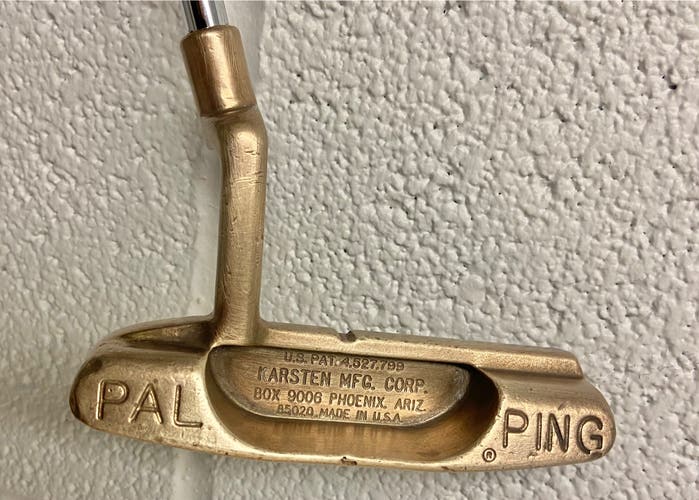 U.S. PAT. 4,527,799
KARSTEN MFG. CORP.
BOX 9006 PHOENIX, ARIZ.
85020 MADE IN U.S.A.
PAL
PING
®